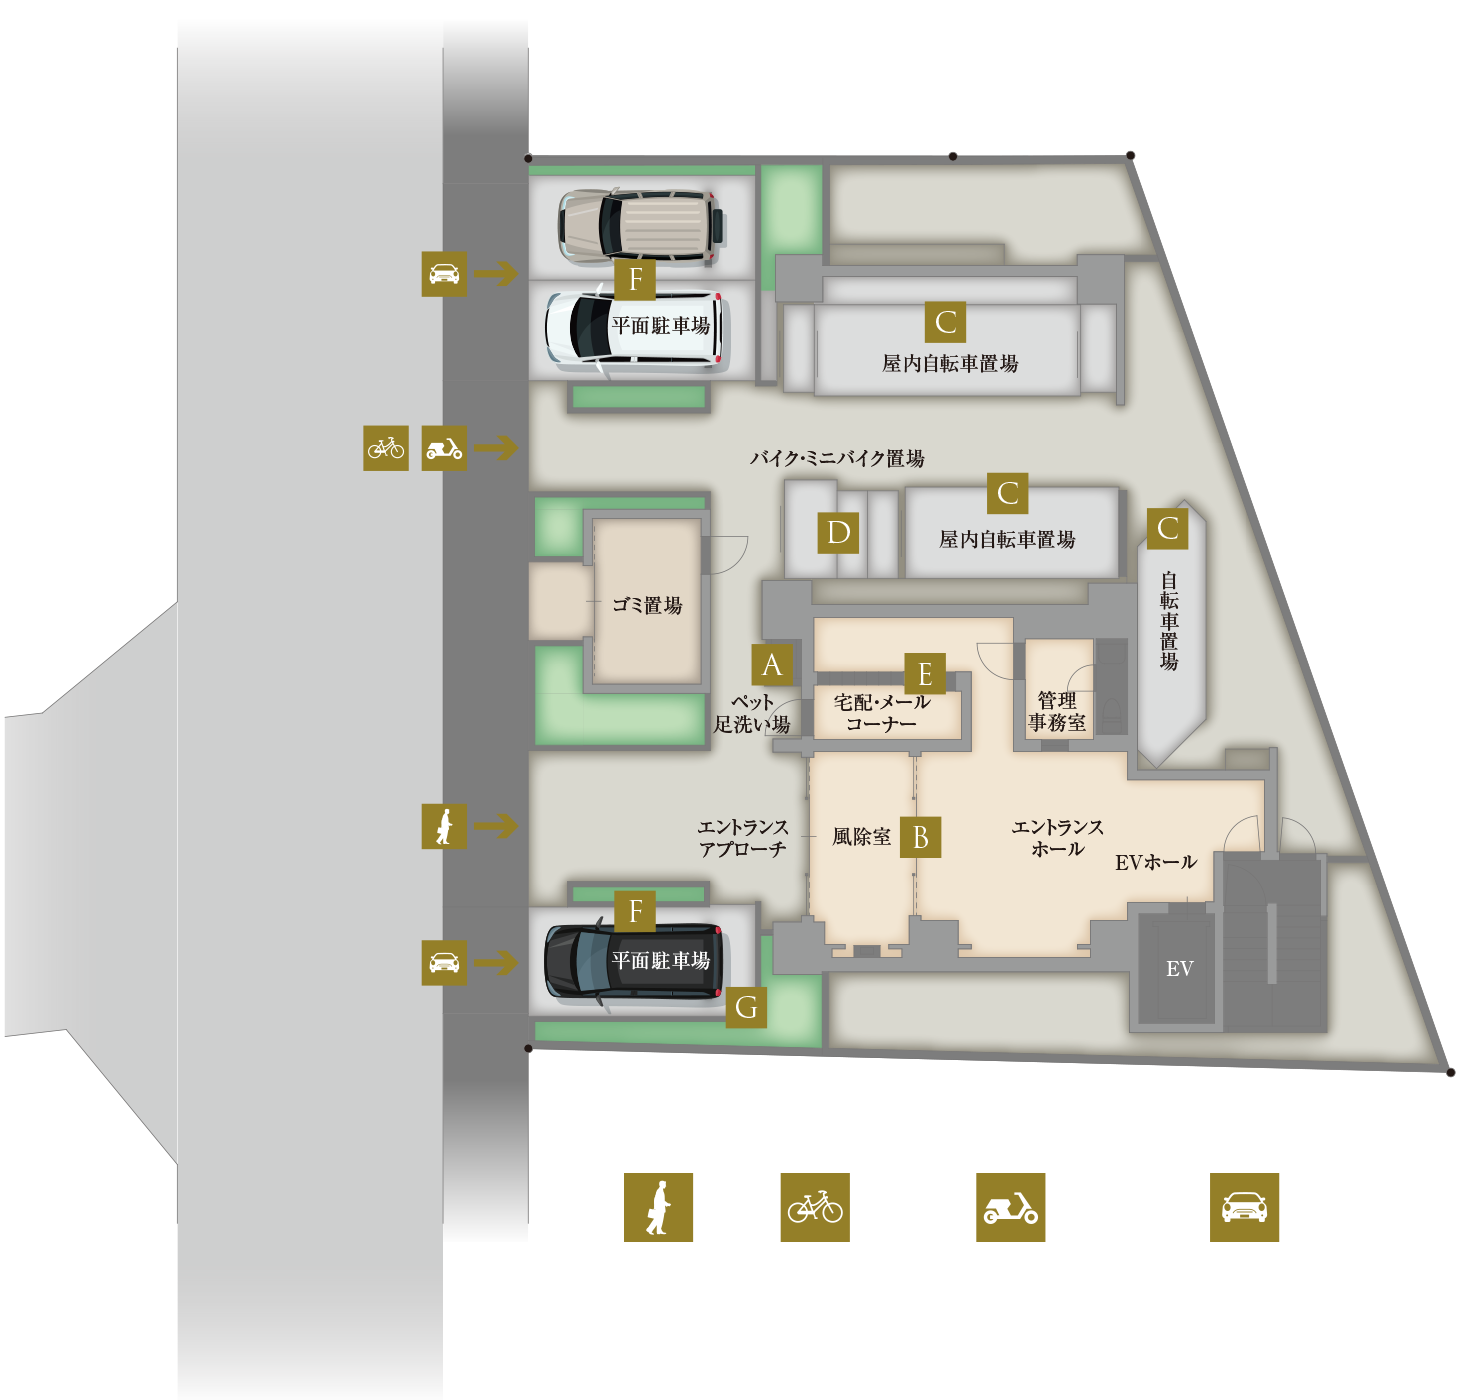 F
平面駐車場
C
屋内自転車置場
バイク・ミニバイク置場
C
D
屋内自転車置場
C
自転車置場
ゴミ置場
A
E
ペット
足洗い場
宅配・メール
コーナー
管理
事務室
エントランス
アプローチ
風除室
B
エントランス
ホール
EVホール
F
平面駐車場
EV
G